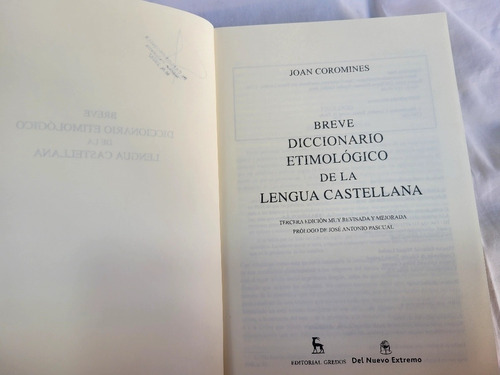 JOAN COROMINES
BREVE
DICCIONARIO
ETIMOLÓGICO
DE LA
LENGUA CASTELLANA
TERCERA EDICIÓN MUY REVISADA Y MEJORADA
PRÓLOGO DE JOSÉ ANTONIO PASCUAL
EDITORIAL GREDOS
Del Nuevo Extremo